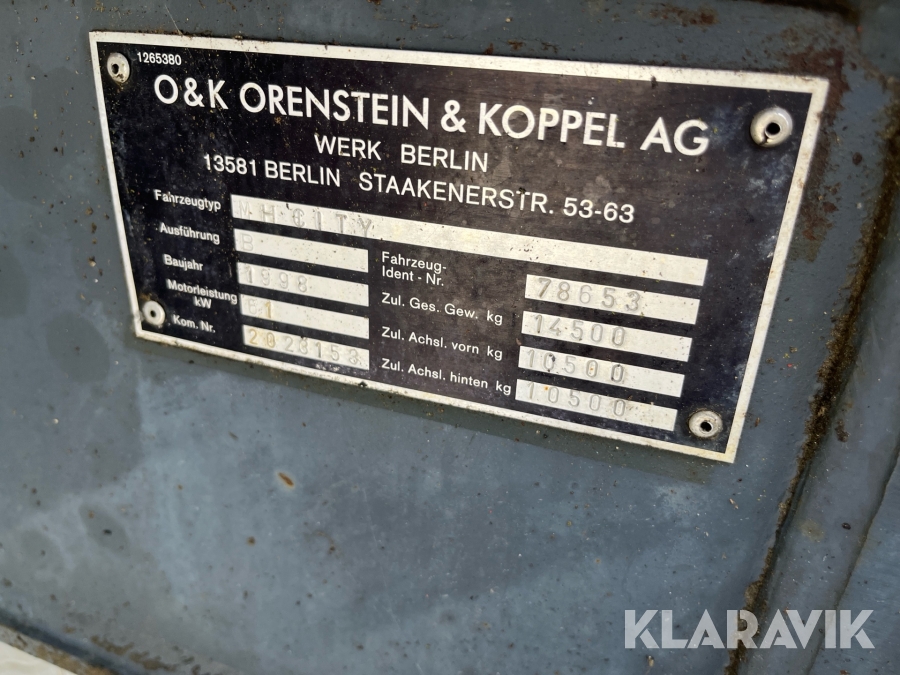 1265380
O&K ORENSTEIN & KOPPEL AG
WERK BERLIN
13581 BERLIN STAAKENERSTR. 53-63
Fahrzeugtyp MH CITY
Ausführung B
Baujahr 1998
Motorleistung kW 61
Kom. Nr. 2028153
Fahrzeug-
Ident - Nr. 78653
Zul. Ges. Gew. kg 14500
Zul. Achsl. vorn kg 10500
Zul. Achsl. hinten kg 10500
KLARAVIK